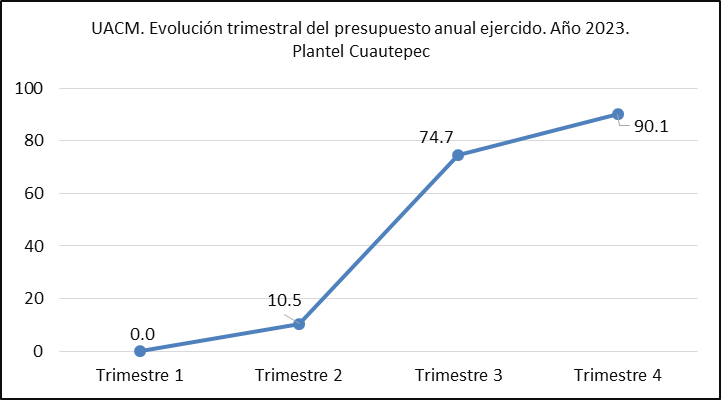 UACM. Evolución trimestral del presupuesto anual ejercido. Año 2023.
Plantel Cuautepec
100
80
60
40
20
0
0.0
10.5
74.7
90.1
Trimestre 1
Trimestre 2
Trimestre 3
Trimestre 4